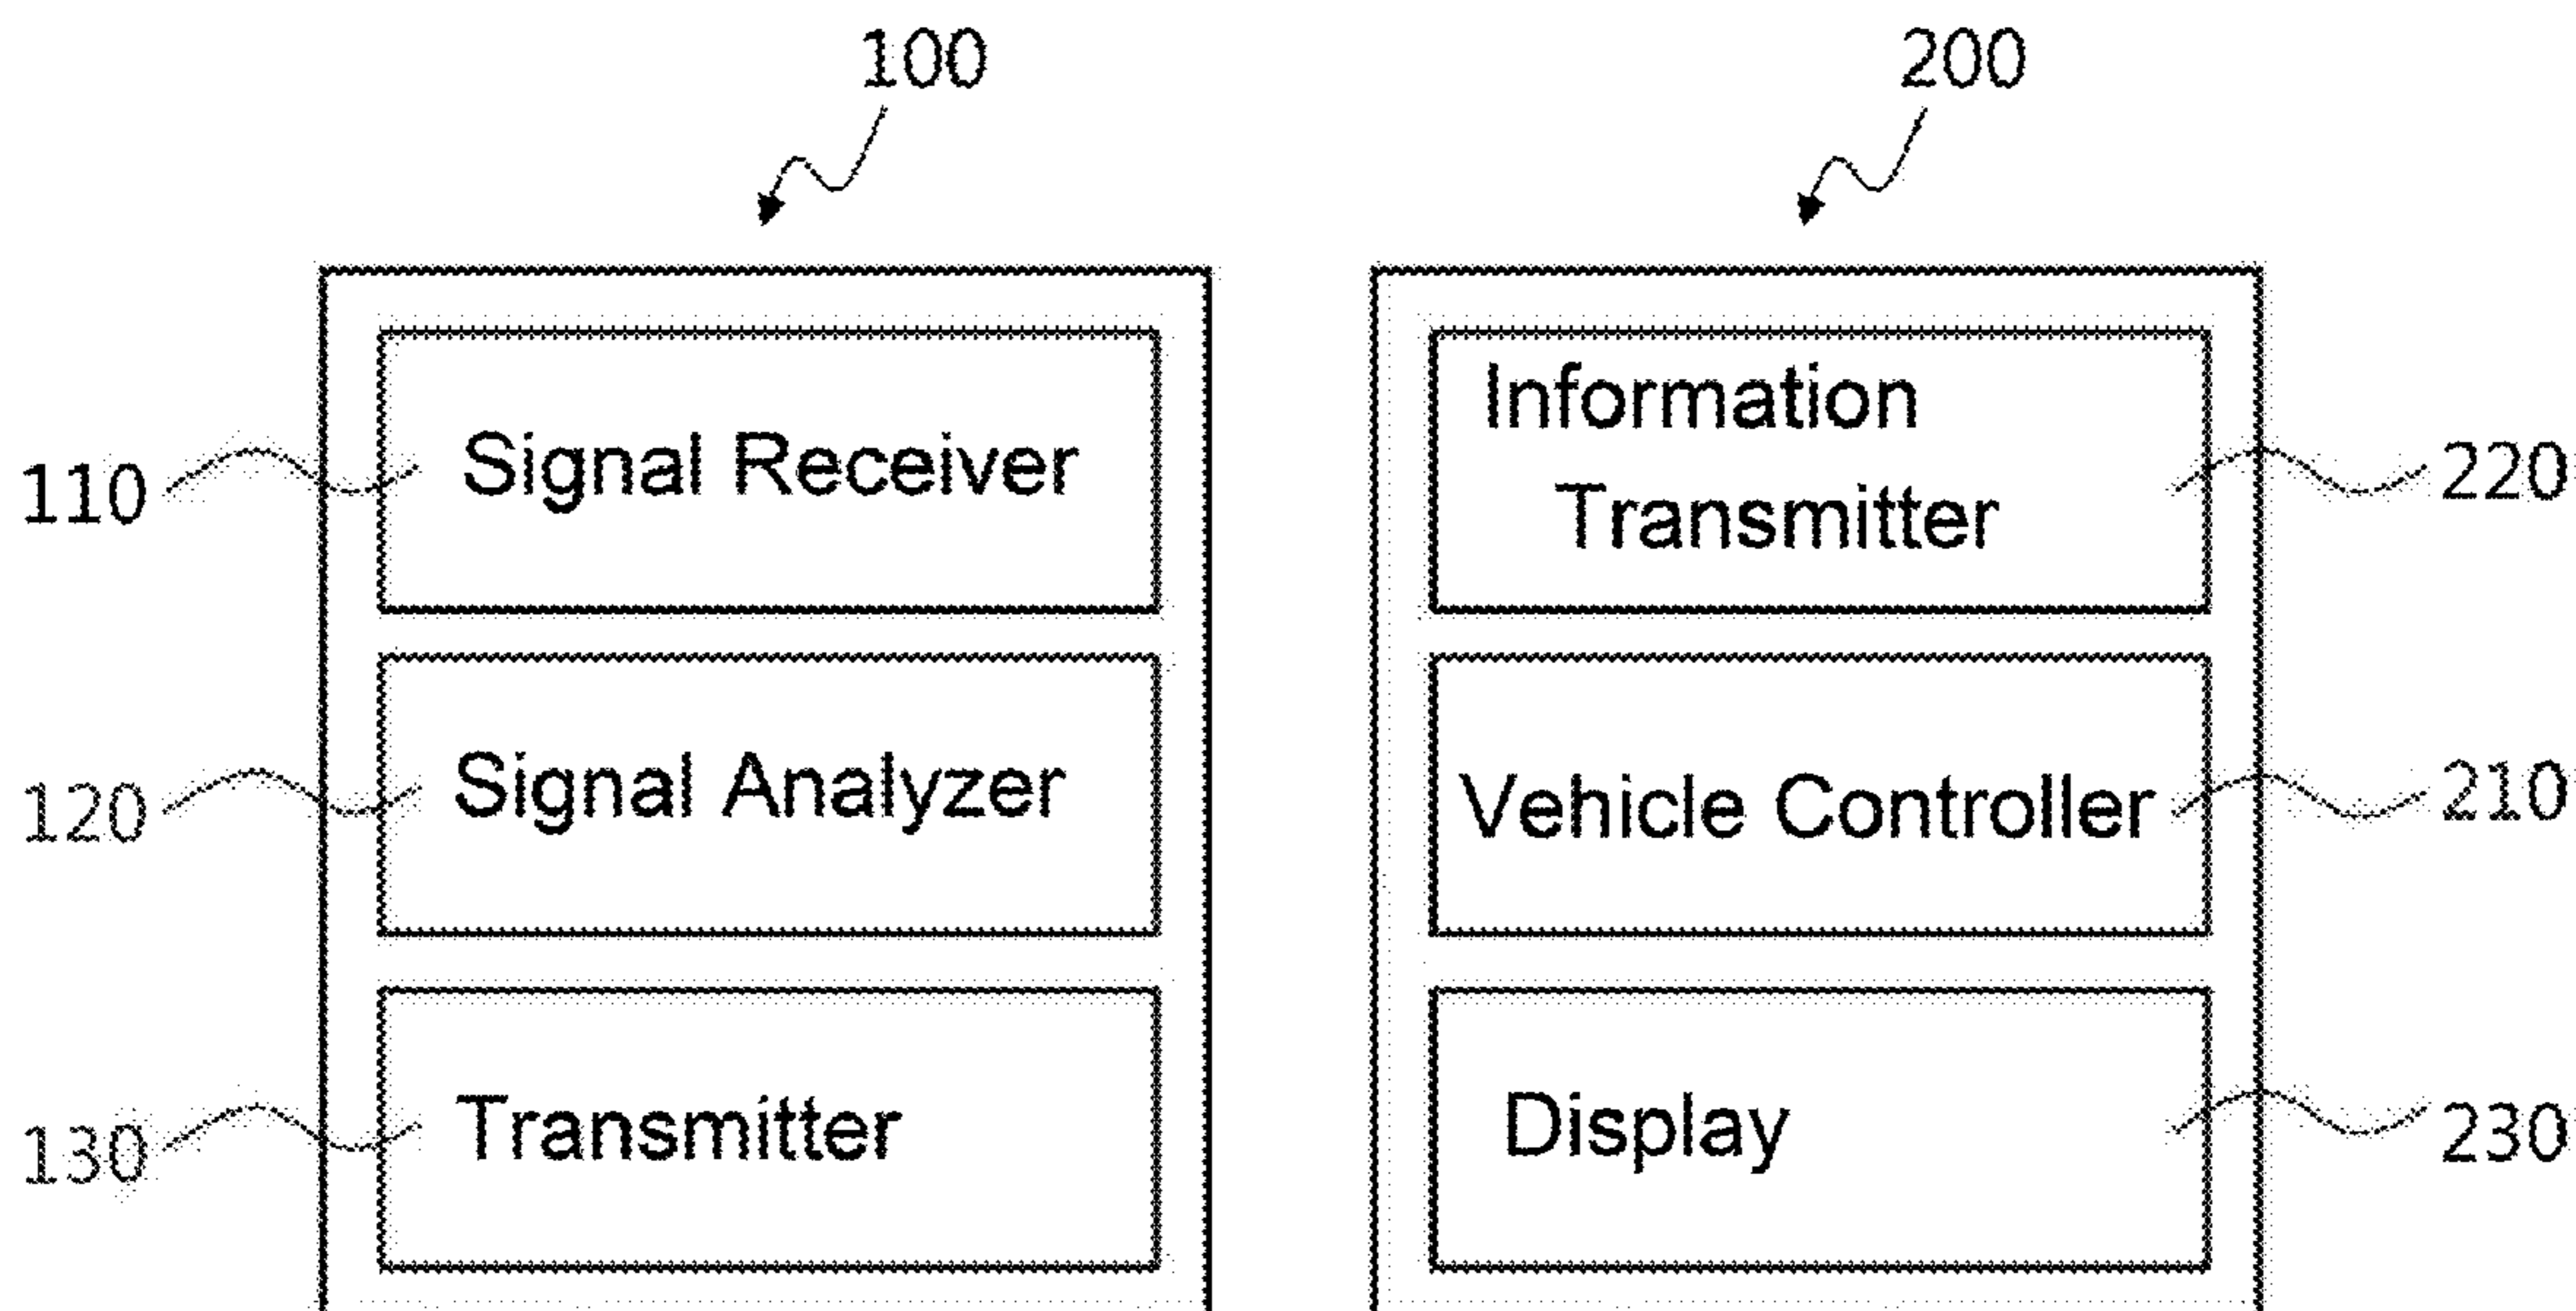 100
200
110
Signal Receiver
Information
Transmitter
220
120
Signal Analyzer
Vehicle Controller
210
130
Transmitter
Display
230